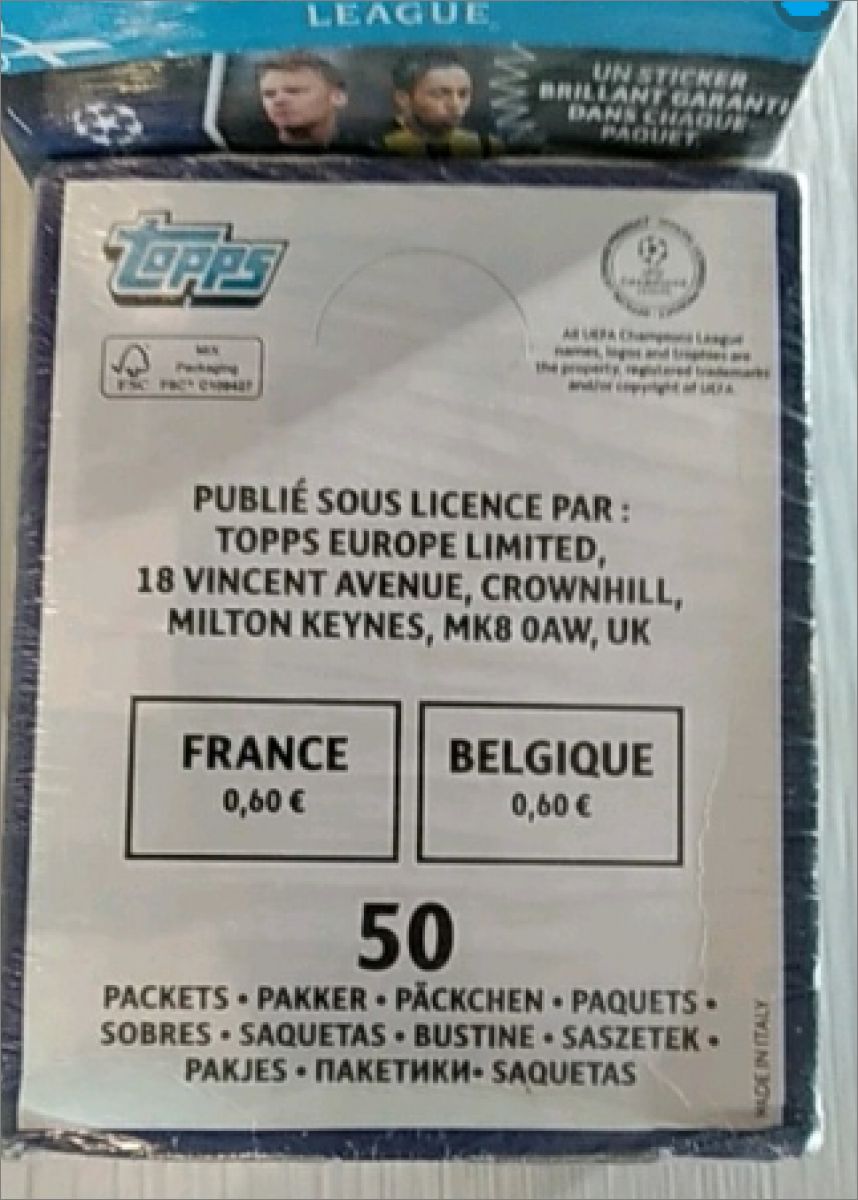 LEAGUE
UN STICKER
BRILLANT GARANTI
DANS CHAQUE
PAQUET
topps
MIX
Packaging
FSC
All UEFA Champions League
names, logos and trophies are
the property, registered trademarks
and/or copyright of UEFA
PUBLIÉ SOUS LICENCE PAR :
TOPPS EUROPE LIMITED,
18 VINCENT AVENUE, CROWNHILL,
MILTON KEYNES, MK8 0AW, UK
FRANCE
0,60 €
BELGIQUE
0,60 €
50
PACKETS • PAKKER • PÄCKCHEN • PAQUETS •
SOBRES • SAQUETAS • BUSTINE • SASZETEK •
PAKJES • ПАКЕТИКИ• SAQUETAS
MADE IN ITALY